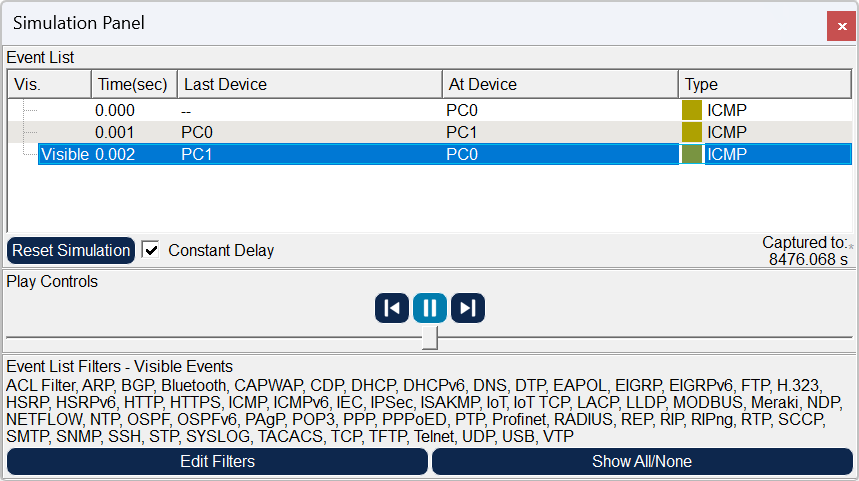 Simulation Panel
Event List
Vis. Time(sec) Last Device At Device Type
0.000 -- PC0 ICMP
0.001 PC0 PC1 ICMP
Visible 0.002 PC1 PC0 ICMP
Reset Simulation Constant Delay Captured to:*
8476.068 s
Play Controls
Event List Filters - Visible Events
ACL Filter, ARP, BGP, Bluetooth, CAPWAP, CDP, DHCP, DHCPv6, DNS, DTP, EAPOL, EIGRP, EIGRPv6, FTP, H.323,
HSRP, HSRPv6, HTTP, HTTPS, ICMP, ICMPv6, IEC, IPSec, ISAKMP, IoT, IoT TCP, LACP, LLDP, MODBUS, Meraki, NDP,
NETFLOW, NTP, OSPF, OSPFv6, PAgP, POP3, PPP, PPPoED, PTP, Profinet, RADIUS, REP, RIP, RIPng, RTP, SCCP,
SMTP, SNMP, SSH, STP, SYSLOG, TACACS, TCP, TFTP, Telnet, UDP, USB, VTP
Edit Filters Show All/None